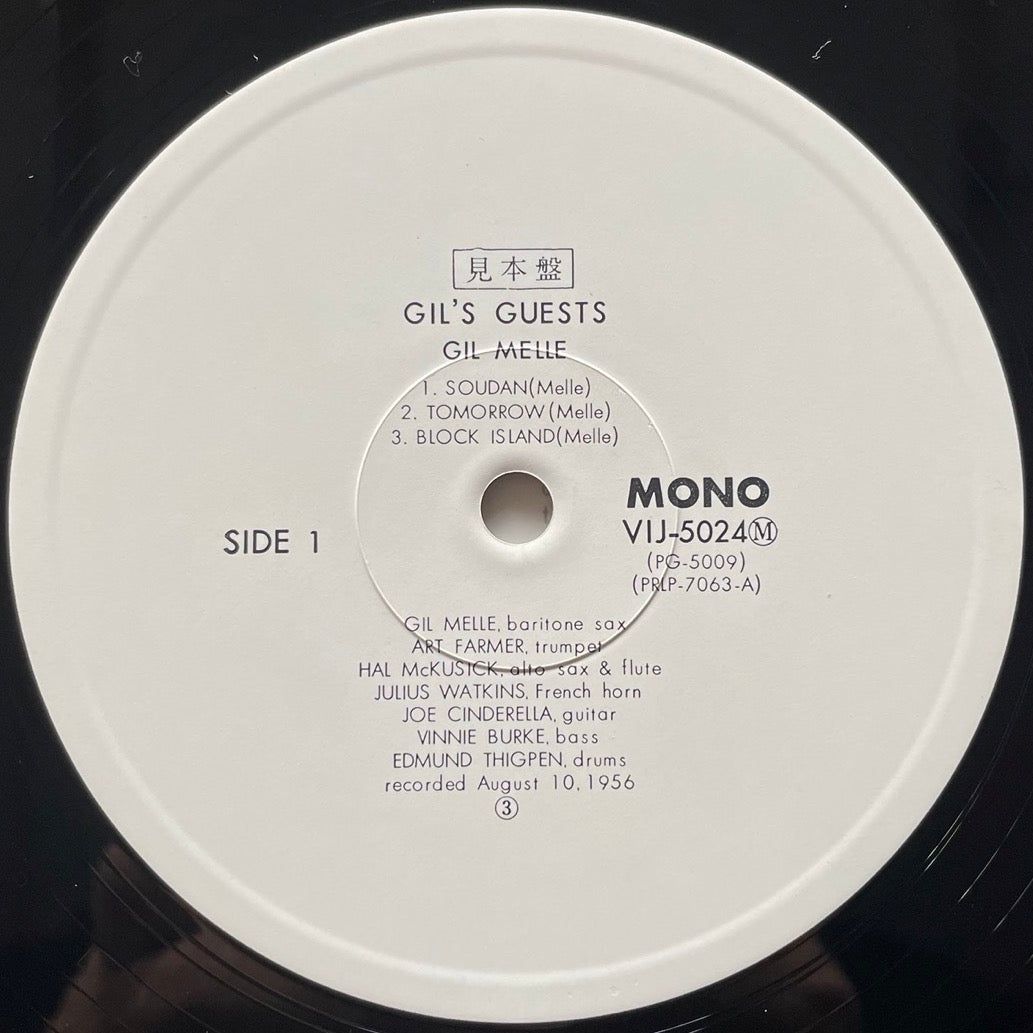 見本盤
GIL'S GUESTS
GIL MELLE
1. SOUDAN(Melle)
2. TOMORROW(Melle)
3. BLOCK ISLAND(Melle)
MONO
VIJ-5024Ⓜ
(PG-5009)
(PRLP-7063-A)
SIDE 1
GIL MELLE, baritone sax
ART FARMER, trumpet
HAL McKUSICK, alto sax & flute
JULIUS WATKINS, French horn
JOE CINDERELLA, guitar
VINNIE BURKE, bass
EDMUND THIGPEN, drums
recorded August 10, 1956
③